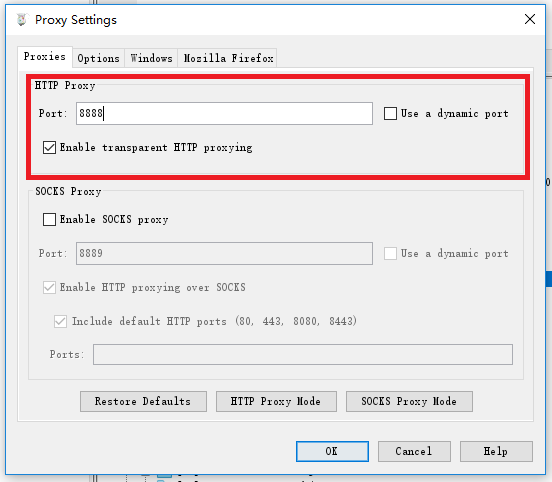 Proxy Settings
Proxies Options Windows Mozilla Firefox
HTTP Proxy
Port: 8888 Use a dynamic port
Enable transparent HTTP proxying
SOCKS Proxy
Enable SOCKS proxy
Port: 8889 Use a dynamic port
Enable HTTP proxying over SOCKS
Include default HTTP ports (80, 443, 8080, 8443)
Ports:
Restore Defaults HTTP Proxy Mode SOCKS Proxy Mode
OK Cancel Help